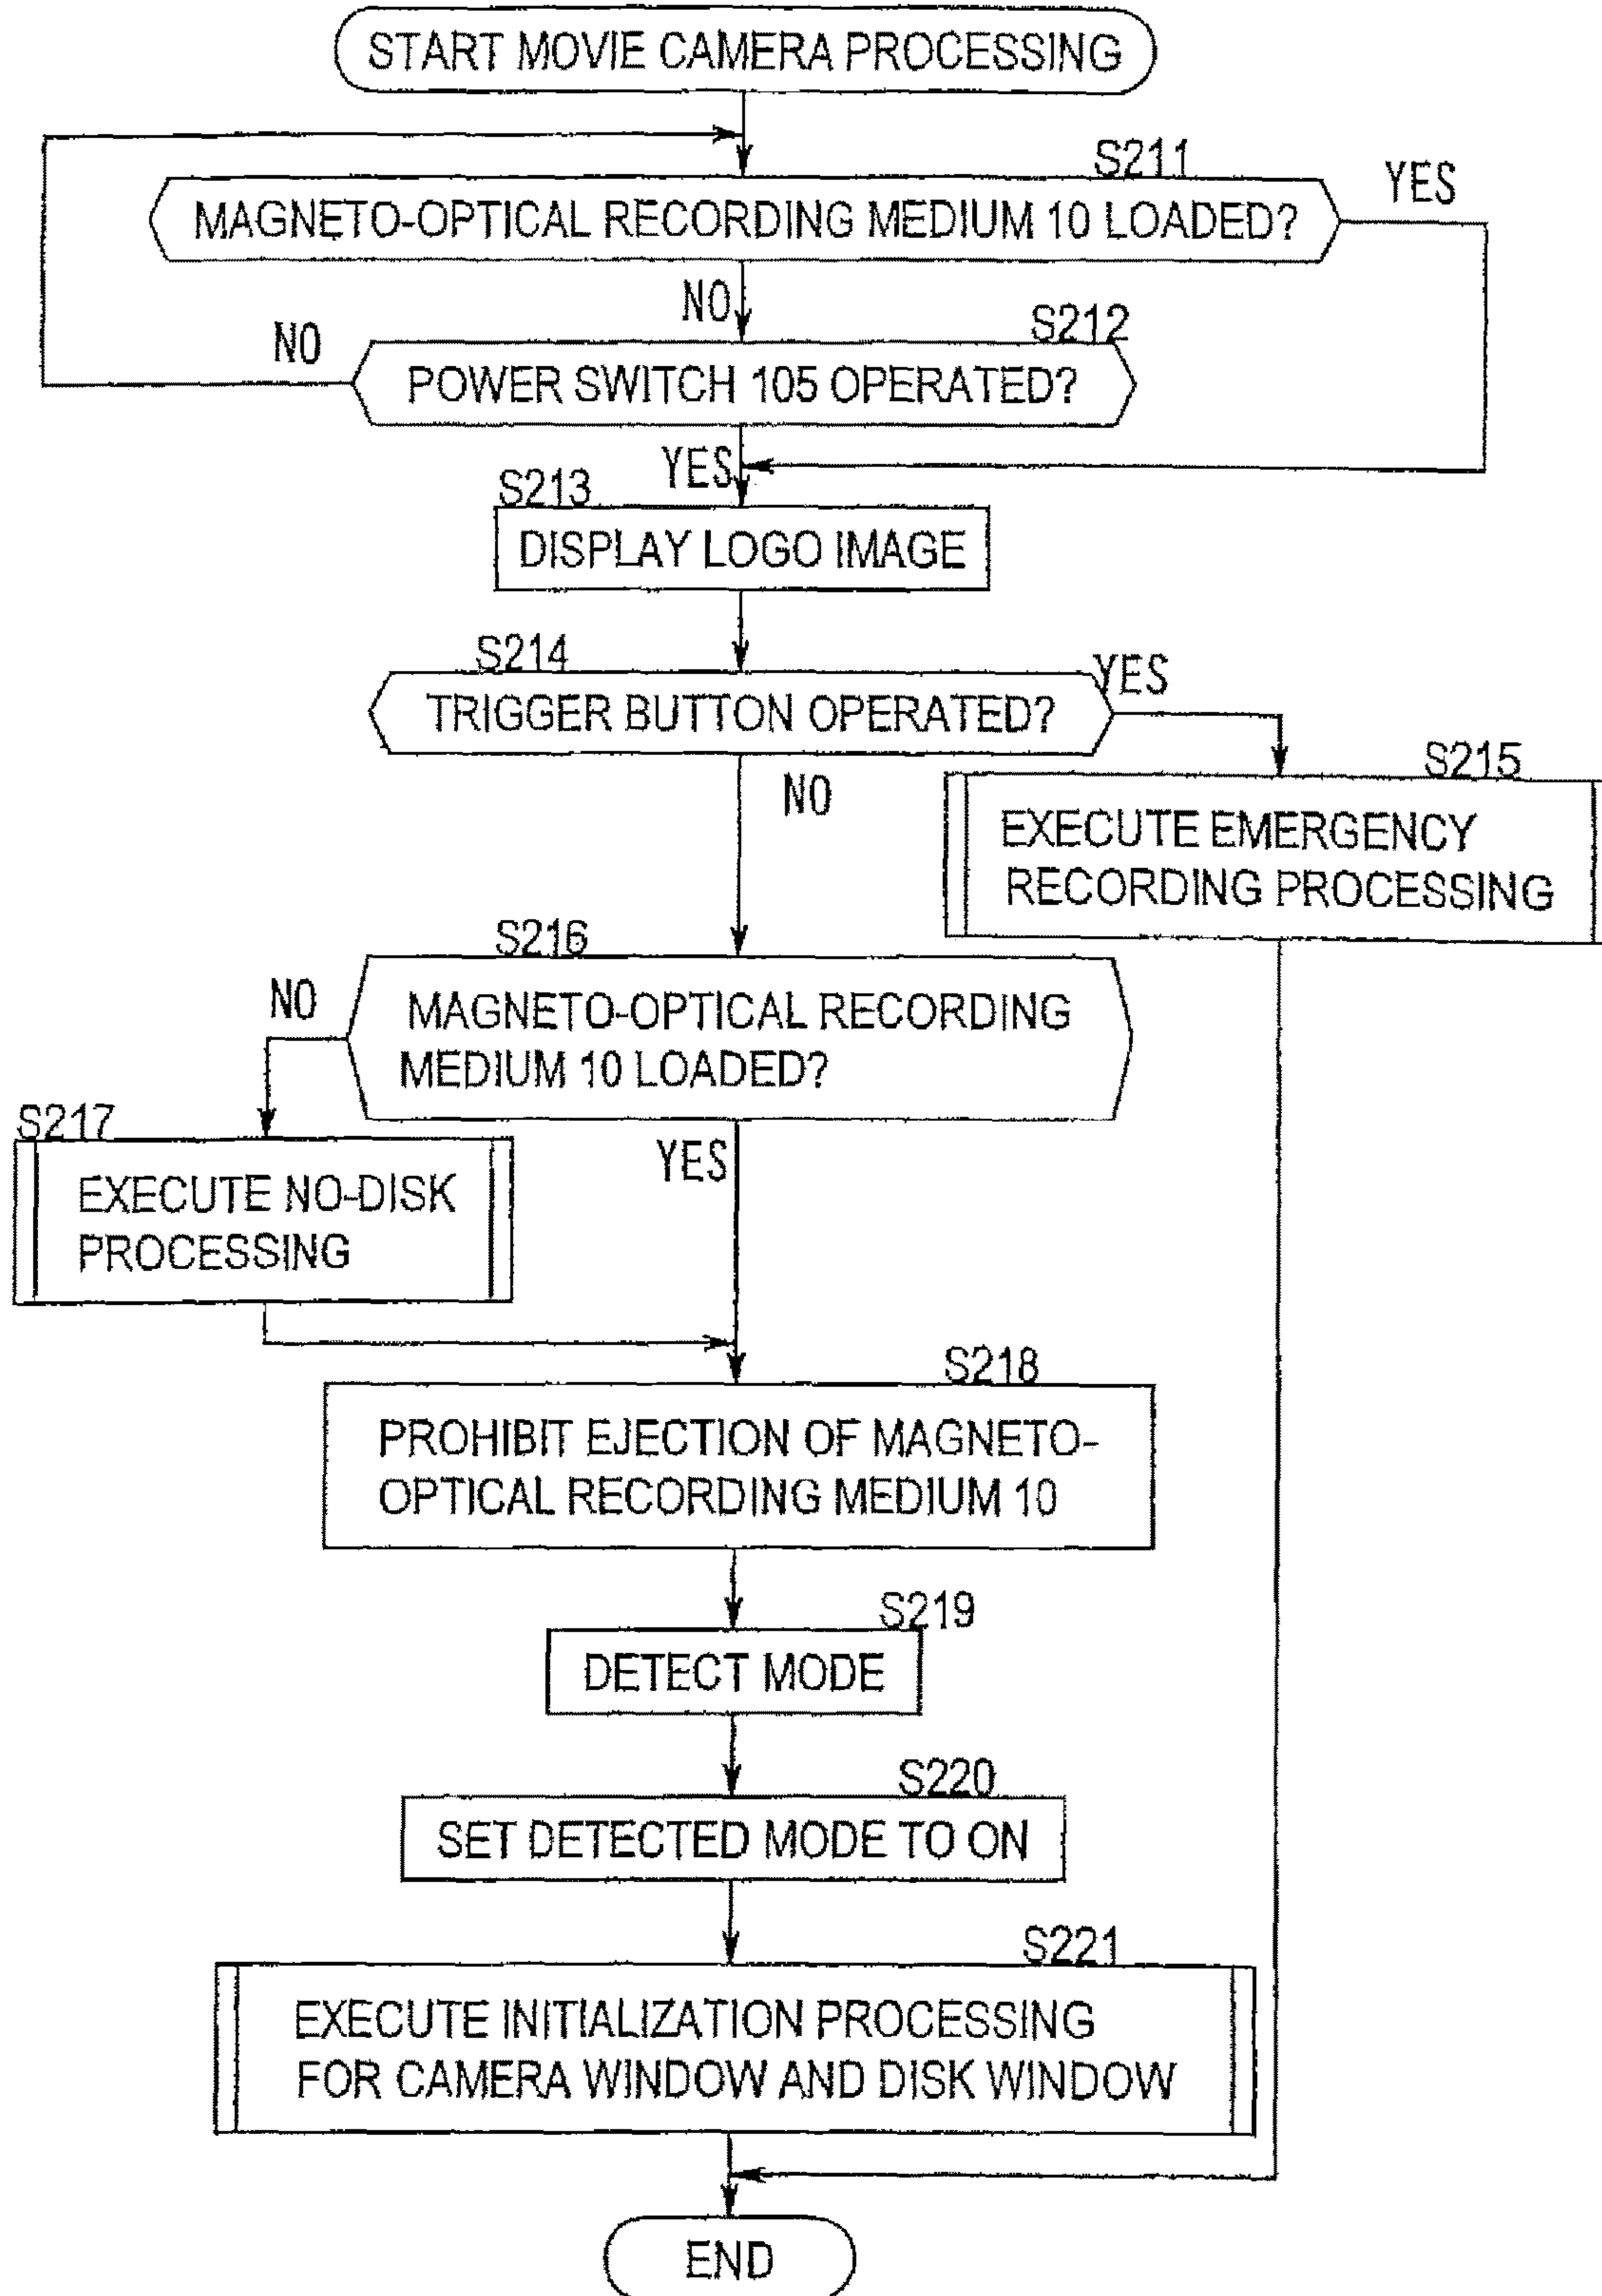 START MOVIE CAMERA PROCESSING
S211
YES
MAGNETO-OPTICAL RECORDING MEDIUM 10 LOADED?
NO
S212
NO
POWER SWITCH 105 OPERATED?
YES
S213
DISPLAY LOGO IMAGE
S214
YES
TRIGGER BUTTON OPERATED?
NO
S215
EXECUTE EMERGENCY
RECORDING PROCESSING
S216
NO
MAGNETO-OPTICAL RECORDING
MEDIUM 10 LOADED?
S217
YES
EXECUTE NO-DISK
PROCESSING
S218
PROHIBIT EJECTION OF MAGNETO-
OPTICAL RECORDING MEDIUM 10
S219
DETECT MODE
S220
SET DETECTED MODE TO ON
S221
EXECUTE INITIALIZATION PROCESSING
FOR CAMERA WINDOW AND DISK WINDOW
END